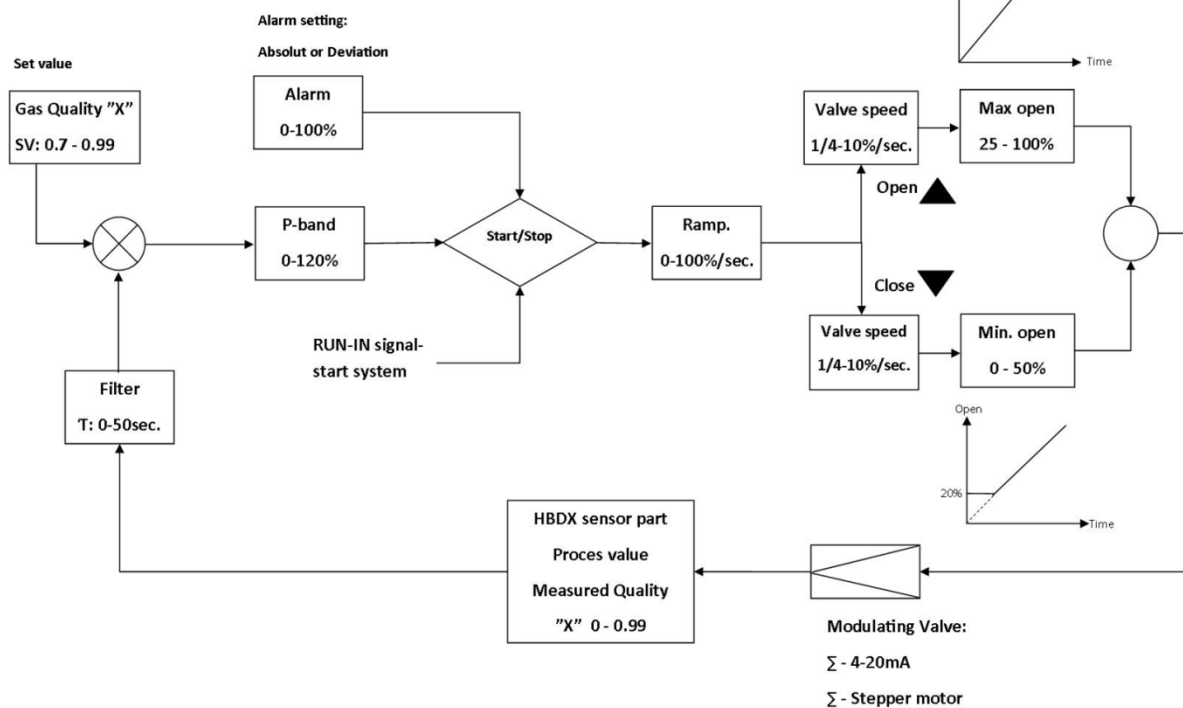 Alarm setting:
Absolut or Deviation
Set value
Gas Quality ”X”
SV: 0.7 - 0.99
Alarm
0-100%
P-band
0-120%
Start/Stop
RUN-IN signal-
start system
Ramp.
0-100%/sec.
Time
Valve speed
1/4-10%/sec.
Max open
25 - 100%
Open
Close
Valve speed
1/4-10%/sec.
Min. open
0 - 50%
Filter
T: 0-50sec.
Open
20%
Time
HBDX sensor part
Proces value
Measured Quality
”X” 0 - 0.99
Modulating Valve:
∑ - 4-20mA
∑ - Stepper motor